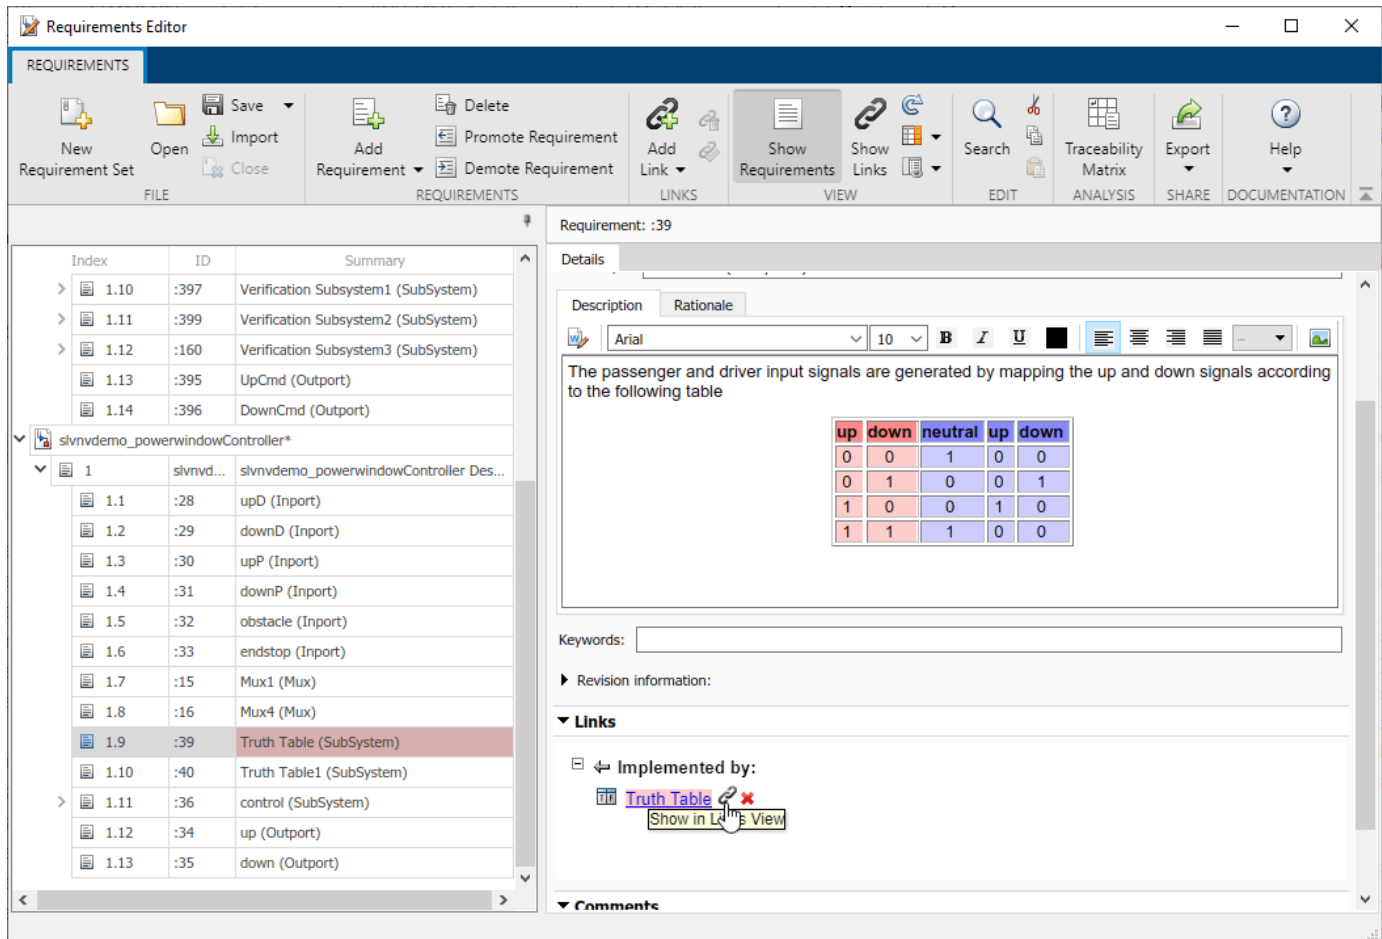 Requirements Editor
REQUIREMENTS
New Requirement Set
Open
Save
Import
Close
FILE
Add Requirement
Delete
Promote Requirement
Demote Requirement
REQUIREMENTS
Add Link
LINKS
Show Requirements
Show Links
VIEW
Search
EDIT
Traceability Matrix
ANALYSIS
Export
SHARE
Help
DOCUMENTATION
Index ID Summary
1.10 :397 Verification Subsystem1 (SubSystem)
1.11 :399 Verification Subsystem2 (SubSystem)
1.12 :160 Verification Subsystem3 (SubSystem)
1.13 :395 UpCmd (Outport)
1.14 :396 DownCmd (Outport)
slvnvdemo_powerwindowController*
1 slvnvd... slvnvdemo_powerwindowController Des...
1.1 :28 upD (Inport)
1.2 :29 downD (Inport)
1.3 :30 upP (Inport)
1.4 :31 downP (Inport)
1.5 :32 obstacle (Inport)
1.6 :33 endstop (Inport)
1.7 :15 Mux1 (Mux)
1.8 :16 Mux4 (Mux)
1.9 :39 Truth Table (SubSystem)
1.10 :40 Truth Table1 (SubSystem)
1.11 :36 control (SubSystem)
1.12 :34 up (Outport)
1.13 :35 down (Outport)
Requirement: :39
Details
Description Rationale
Arial 10 B I U ...
The passenger and driver input signals are generated by mapping the up and down signals according
to the following table
up down neutral up down
0 0 1 0 0
0 1 0 0 1
1 0 0 1 0
1 1 1 0 0
Keywords:
Revision information:
Links
Implemented by:
Truth Table
Show in View
Comments